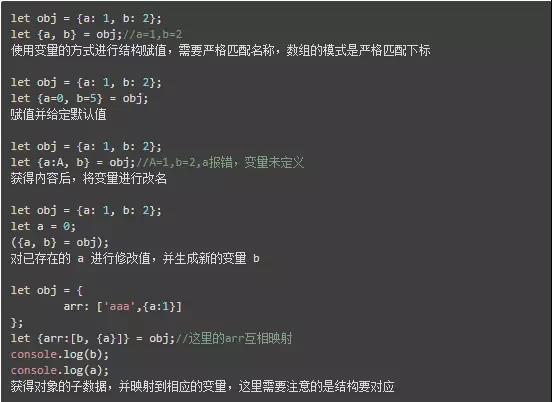 let obj = {a: 1, b: 2};
let {a, b} = obj;//a=1,b=2
使用变量的方式进行结构赋值，需要严格匹配名称，数组的模式是严格匹配下标
let obj = {a: 1, b: 2};
let {a=0, b=5} = obj;
赋值并给定默认值
let obj = {a: 1, b: 2};
let {a:A, b} = obj;//A=1,b=2,a报错，变量未定义
获得内容后，将变量进行改名
let obj = {a: 1, b: 2};
let a = 0;
({a, b} = obj);
对已存在的 a 进行修改值，并生成新的变量 b
let obj = {
arr: ['aaa',{a:1}]
};
let {arr:[b, {a}]} = obj;//这里的arr互相映射
console.log(b);
console.log(a);
获得对象的子数据，并映射到相应的变量，这里需要注意的是结构要对应